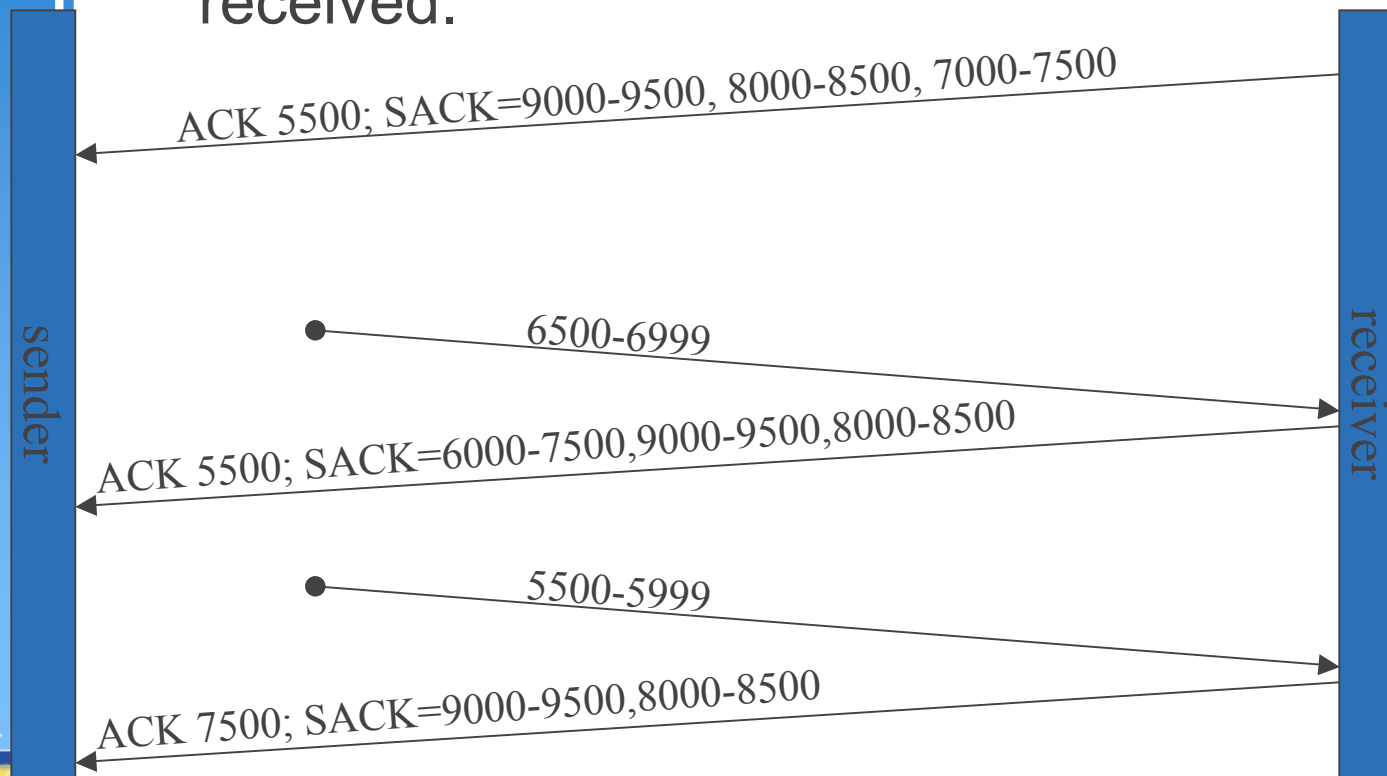 received.
ACK 5500; SACK=9000-9500, 8000-8500, 7000-7500
sender
receiver
6500-6999
ACK 5500; SACK=6000-7500,9000-9500,8000-8500
5500-5999
ACK 7500; SACK=9000-9500,8000-8500